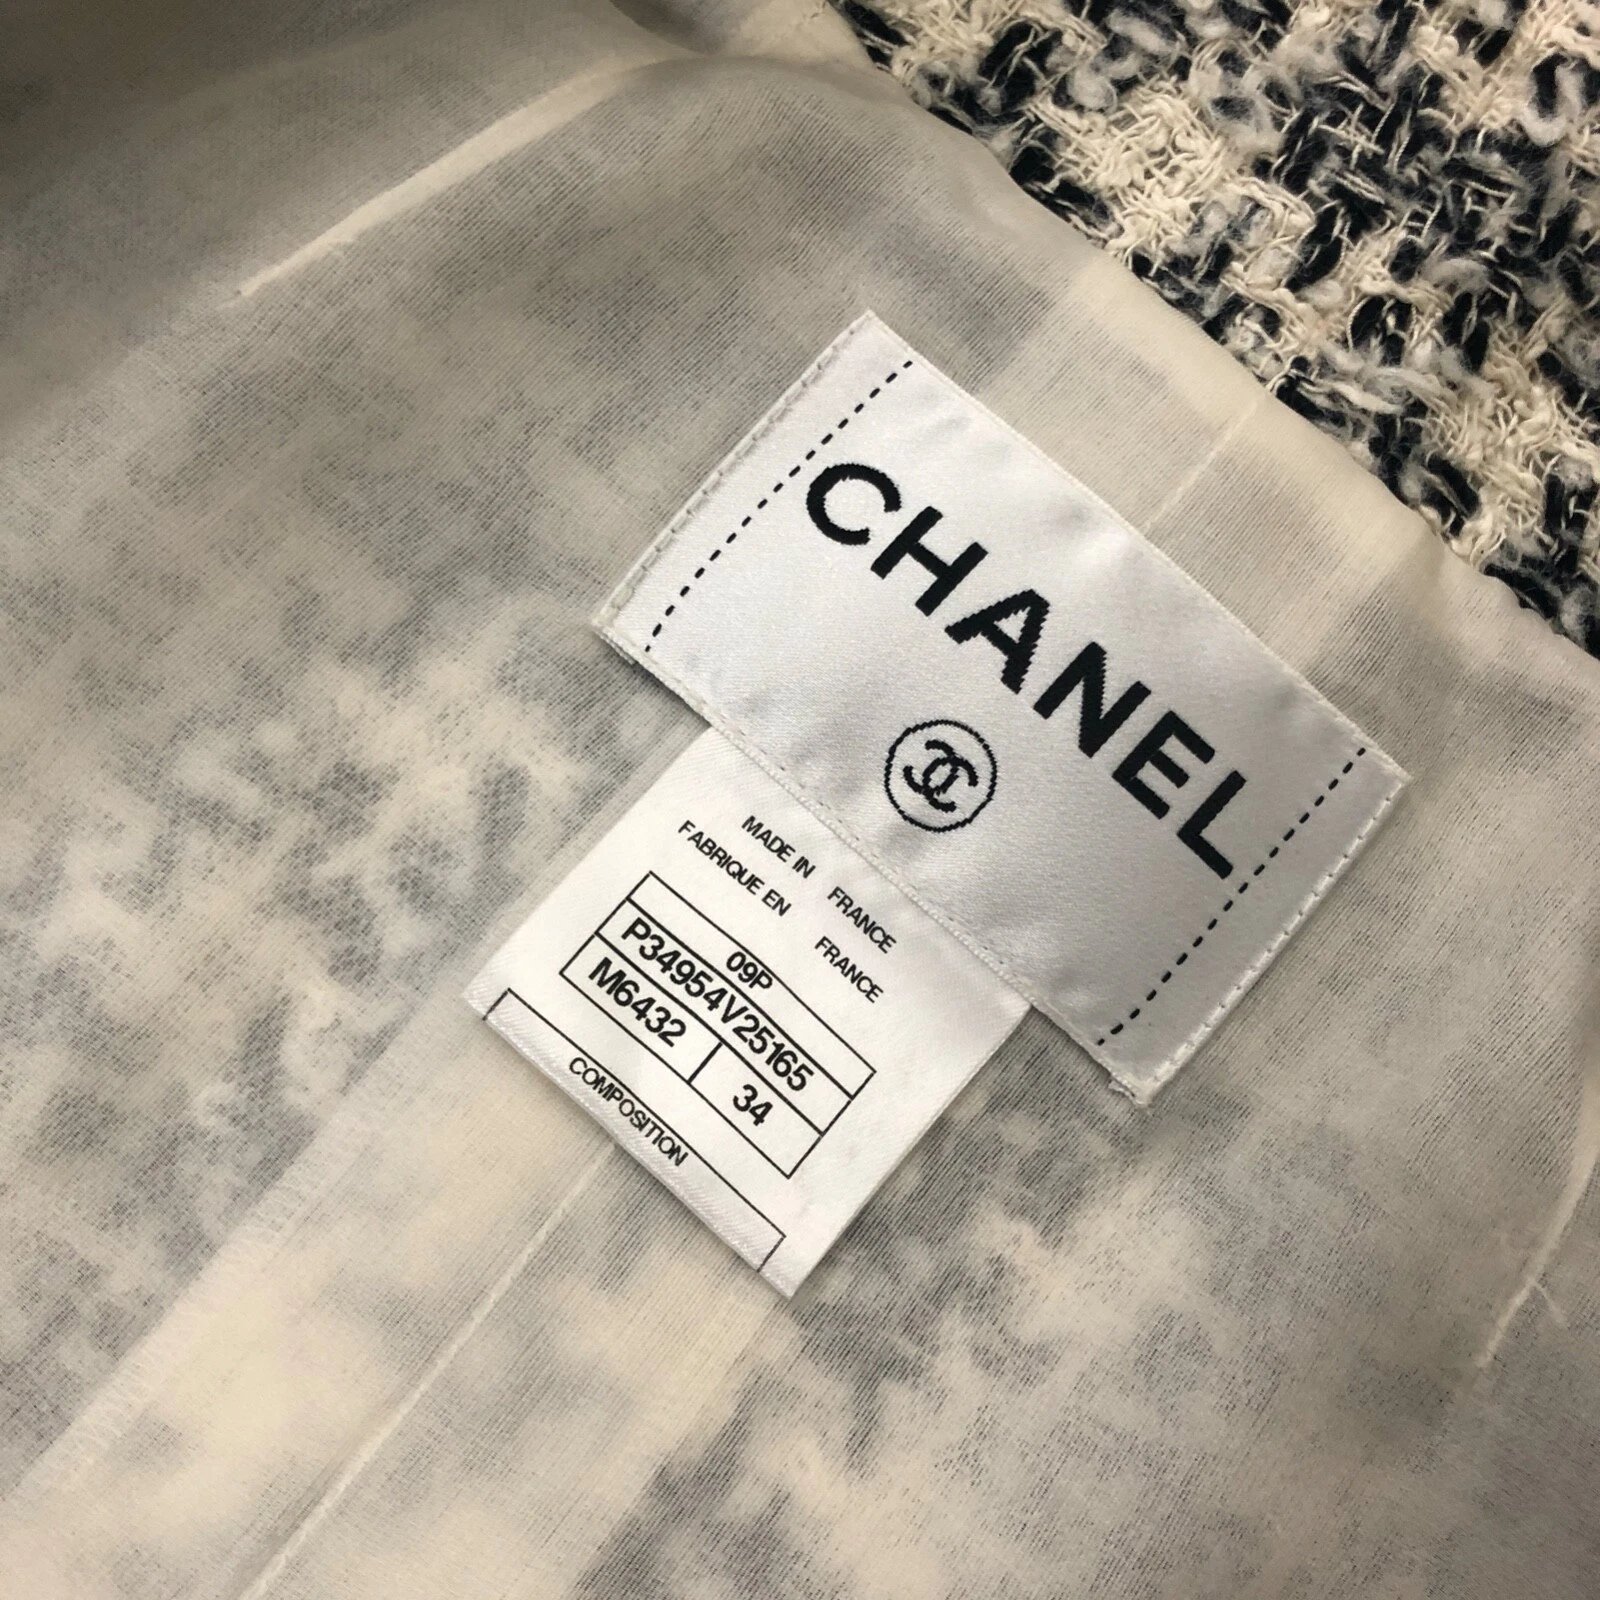 CHANEL
MADE IN FRANCE
FABRIQUE EN FRANCE
09P
P34954V25165
M6432 34
COMPOSITION